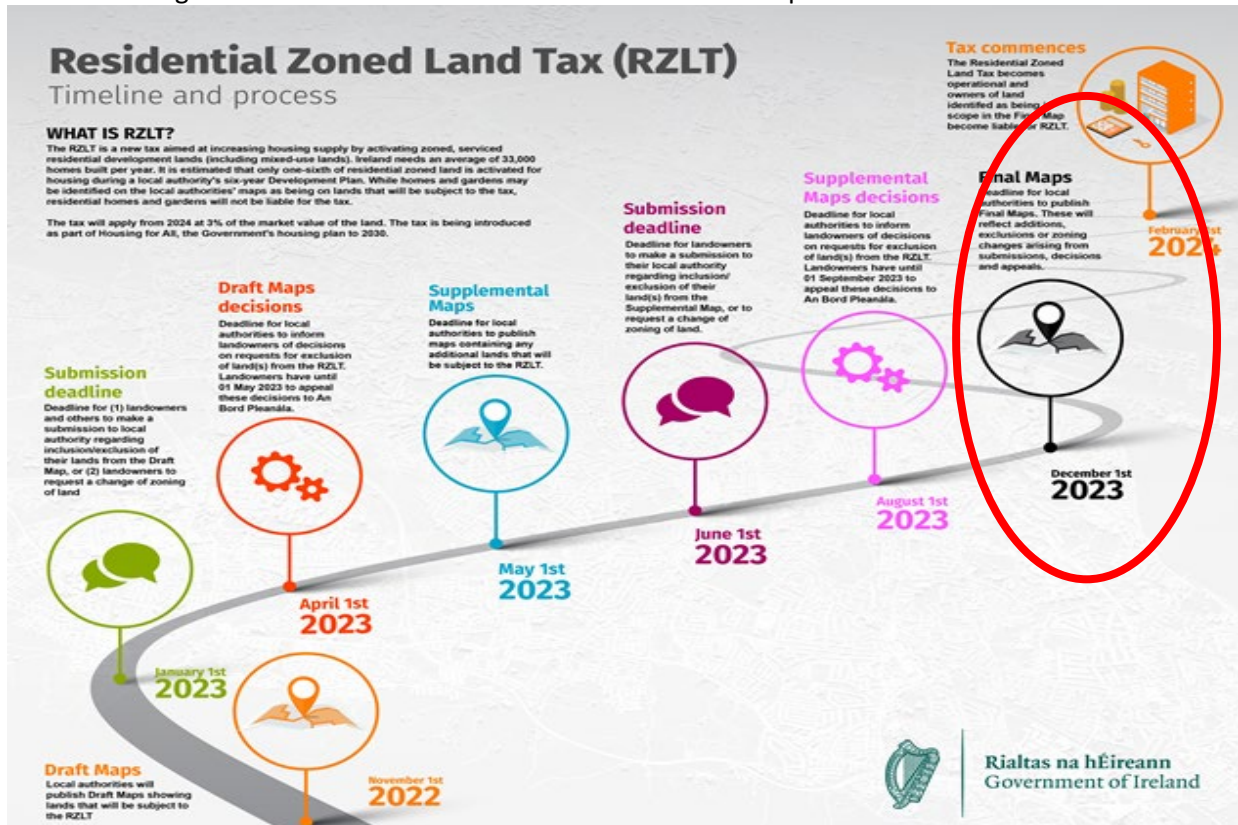 Residential Zoned Land Tax (RZLT)
Timeline and process
WHAT IS RZLT?
The RZLT is a new tax aimed at increasing housing supply by activating zoned, serviced
residential development lands (including mixed-use lands). Ireland needs an average of 33,000
homes built per year. It is estimated that only one-sixth of residential zoned land is activated for
housing during a local authority's six-year Development Plan. While homes and gardens may
be identified on the local authorities' maps as being on lands that will be subject to the tax,
residential homes and gardens will not be liable for the tax.
The tax will apply from 2024 at 3% of the market value of the land. The tax is being introduced
as part of Housing for All, the Government's housing plan to 2030.
Draft Maps
Local authorities will
publish Draft Maps showing
lands that will be subject to
the RZLT
November 1st
2022
Submission
deadline
Deadline for (1) landowners
and others to make a
submission to local
authority regarding
inclusion/exclusion of
their lands from the Draft
Map, or (2) landowners to
request a change of zoning
of land
January 1st
2023
Draft Maps
decisions
Deadline for local
authorities to inform
landowners of decisions
on requests for exclusion
of land(s) from the RZLT.
Landowners have until
01 May 2023 to appeal
these decisions to An
Bord Pleanála.
April 1st
2023
Supplemental
Maps
Deadline for local
authorities to publish
maps containing any
additional lands that will
be subject to the RZLT.
May 1st
2023
Submission
deadline
Deadline for landowners
to make a submission to
their local authority
regarding inclusion/
exclusion of their
land(s) from the
Supplemental Map, or to
request a change of
zoning of land.
June 1st
2023
Supplemental
Maps decisions
Deadline for local
authorities to inform
landowners of decisions
on requests for exclusion
of land(s) from the RZLT.
Landowners have until
01 September 2023 to
appeal these decisions to
An Bord Pleanála.
August 1st
2023
Final Maps
Deadline for local
authorities to publish
Final Maps. These will
reflect additions,
exclusions or zoning
changes arising from
submissions, decisions
and appeals.
December 1st
2023
Tax commences
The Residential Zoned
Land Tax becomes
operational and
owners of land
identifed as being in
scope in the Final Map
become liable for RZLT.
February 1st
2024
Rialtas na hÉireann
Government of Ireland